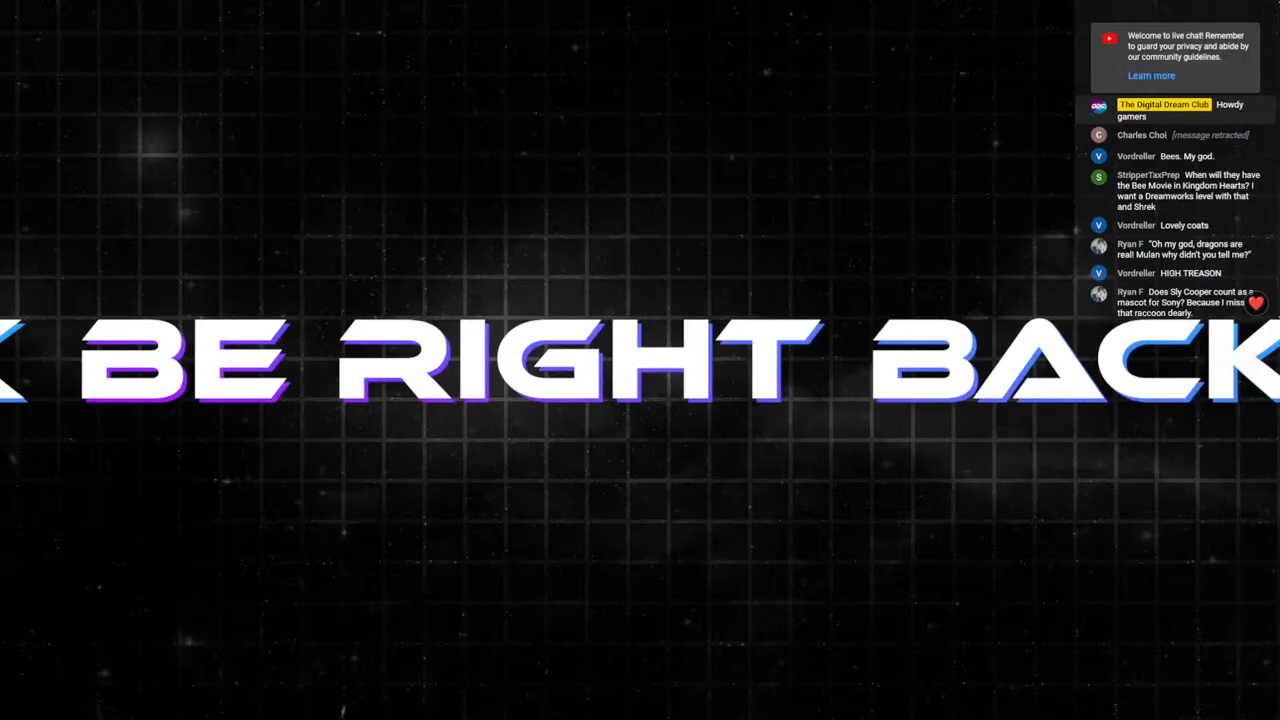 Welcome to live chat! Remember
to guard your privacy and abide by
our community guidelines.
Learn more
The Digital Dream Club Howdy
gamers
C Charles Choi [message retracted]
V Vordreller Bees. My god.
S StripperTaxPrep When will they have
the Bee Movie in Kingdom Hearts? I
want a Dreamworks level with that
and Shrek
V Vordreller Lovely coats
Ryan F "Oh my god, dragons are
real! Mulan why didn't you tell me?"
V Vordreller HIGH TREASON
Ryan F Does Sly Cooper count as a
mascot for Sony? Because I miss
that raccoon dearly.
K BE RIGHT BACK